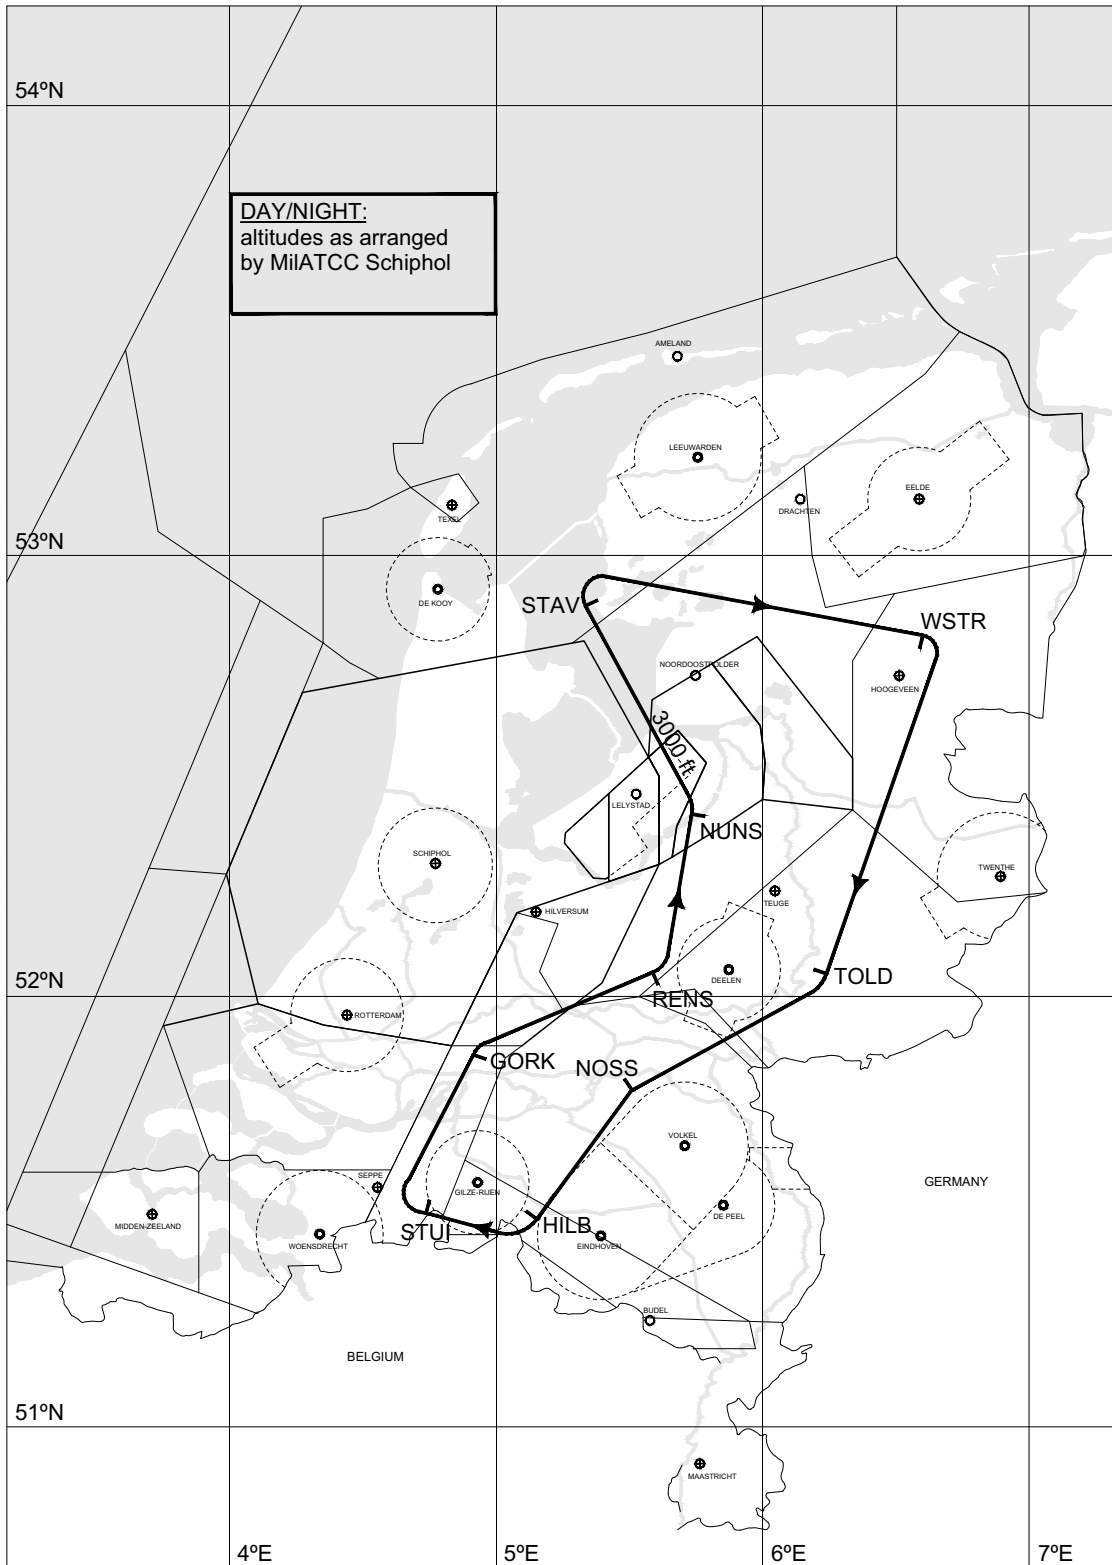 54ºN
DAY/NIGHT:
altitudes as arranged
by MilATCC Schiphol
AMELAND
LEEUWARDEN
EELDE
DRACHTEN
TEXEL
53ºN
DE KOOY
STAV
WSTR
NOORDOOSTPOLDER
HOOGEVEEN
3000 ft.
LELYSTAD
NUNS
SCHIPHOL
TWENTHE
TEUGE
HILVERSUM
DEELEN
TOLD
52ºN
RENS
ROTTERDAM
GORK
NOSS
VOLKEL
SEPPE
GILZE-RIJEN
GERMANY
MIDDEN-ZEELAND
DE PEEL
STUI
HILB
WOENSDRECHT
EINDHOVEN
BUDEL
BELGIUM
51ºN
MAASTRICHT
4ºE
5ºE
6ºE
7ºE